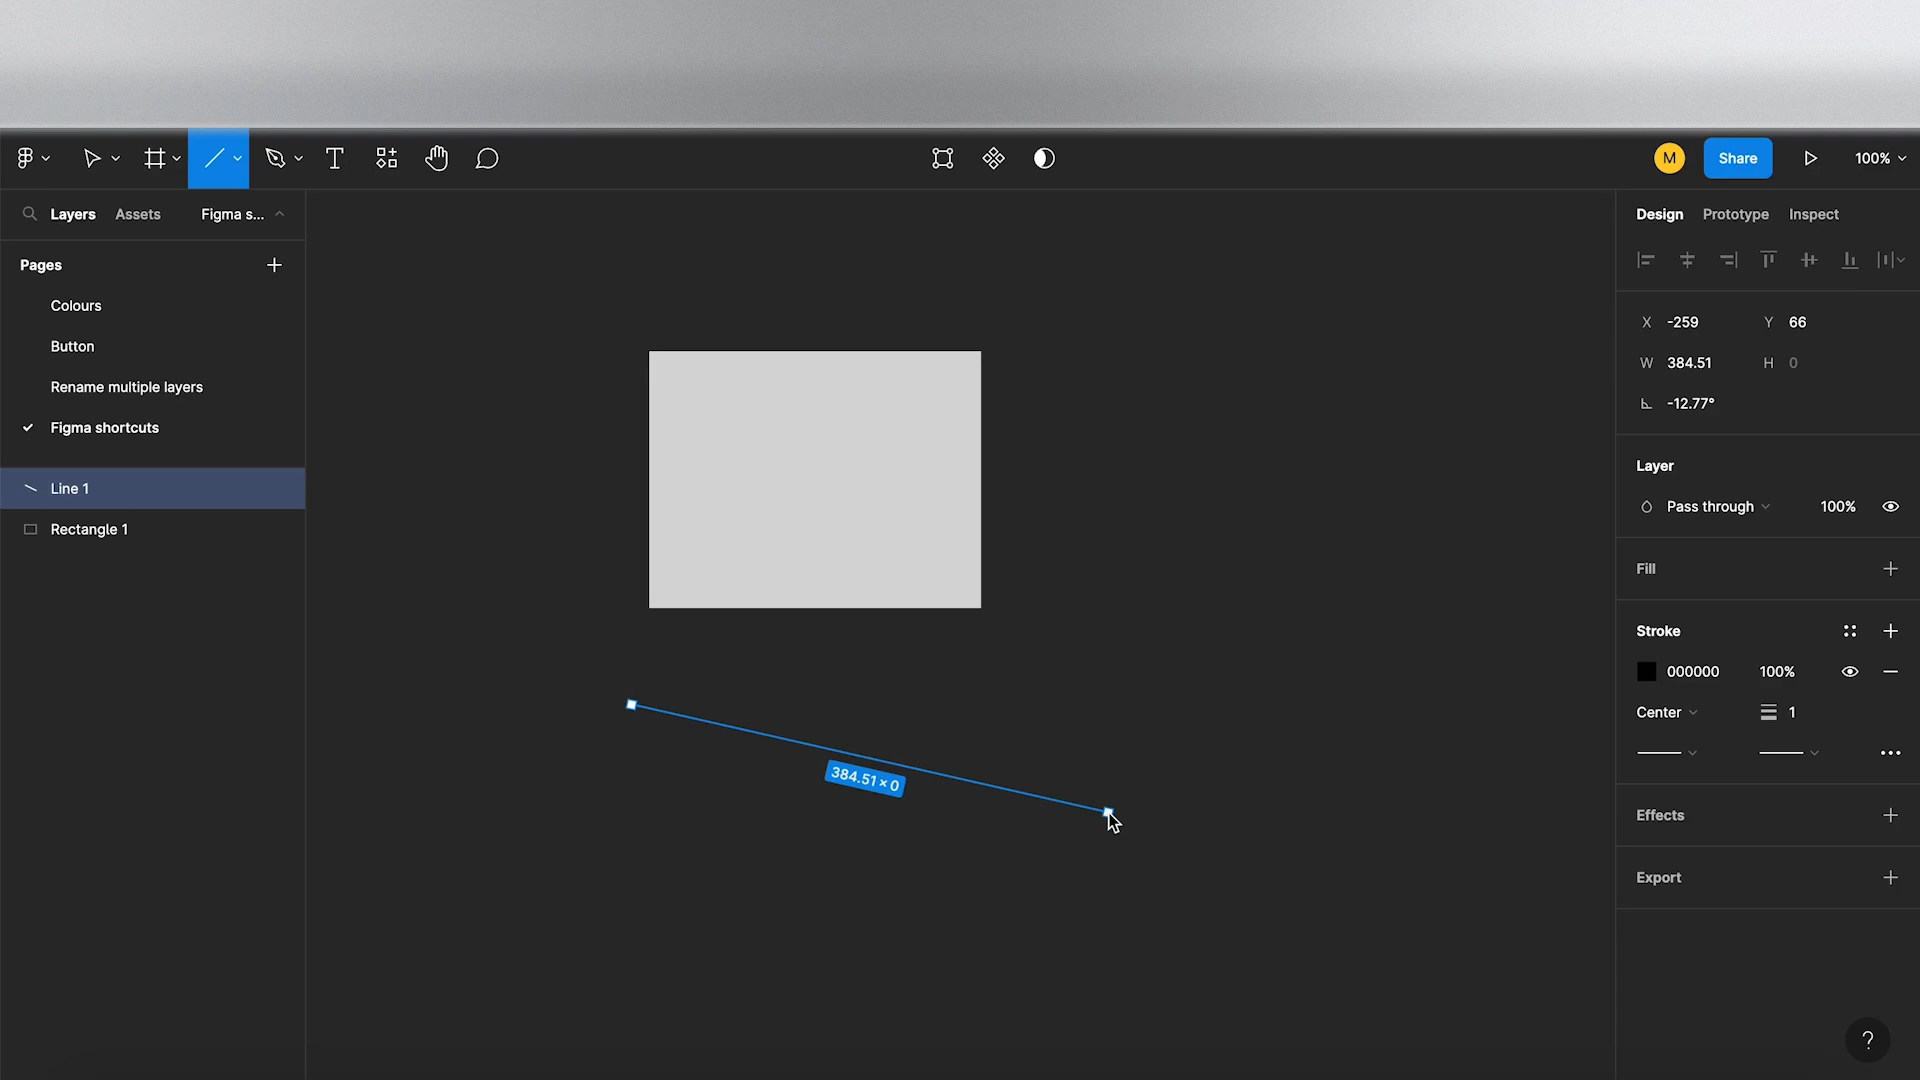 M
Share
100%
Layers
Assets
Figma s...
Design
Prototype
Inspect
Pages
Colours
Button
Rename multiple layers
Figma shortcuts
Line 1
Rectangle 1
X -259
Y 66
W 384.51
H 0
-12.77°
Layer
Pass through
100%
Fill
Stroke
000000
100%
Center
1
Effects
Export
384.51 × 0
?